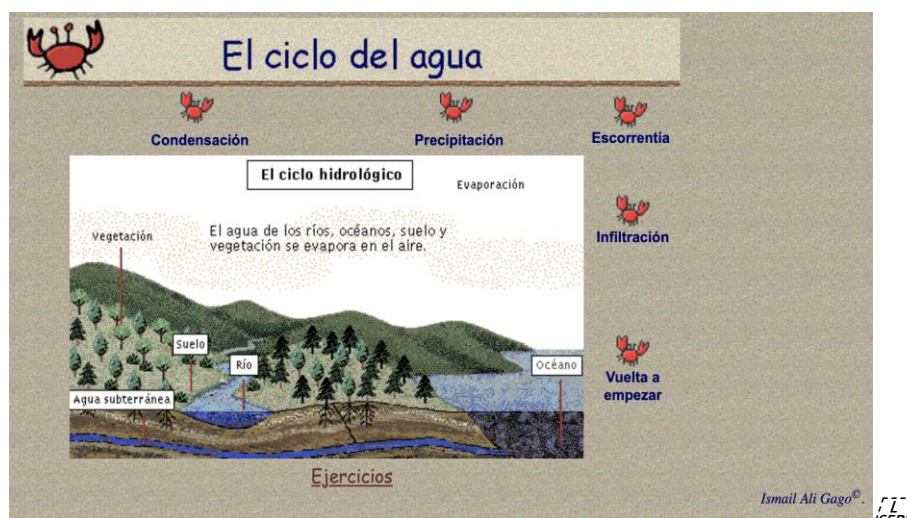 El ciclo del agua
Condensación
Precipitación
Escorrentía
El ciclo hidrológico
Evaporación
El agua de los ríos, océanos, suelo y
vegetación se evapora en el aire.
Vegetación
Infiltración
Suelo
Río
Océano
Agua subterránea
Vuelta a
empezar
Ejercicios
Ismail Ali Gago©.